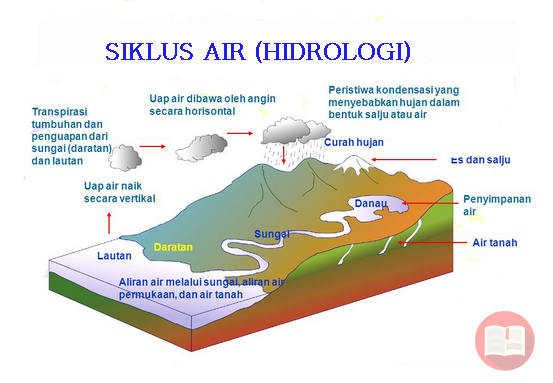 SIKLUS AIR (HIDROLOGI)
Transpirasi
tumbuhan dan
penguapan dari
sungai (daratan)
dan lautan
Uap air dibawa oleh angin
secara horisontal
Peristiwa kondensasi yang
menyebabkan hujan dalam
bentuk salju atau air
Curah hujan
Es dan salju
Uap air naik
secara vertikal
Danau
Penyimpanan
air
Sungai
Daratan
Air tanah
Lautan
Aliran air melalui sungai, aliran air
permukaan, dan air tanah